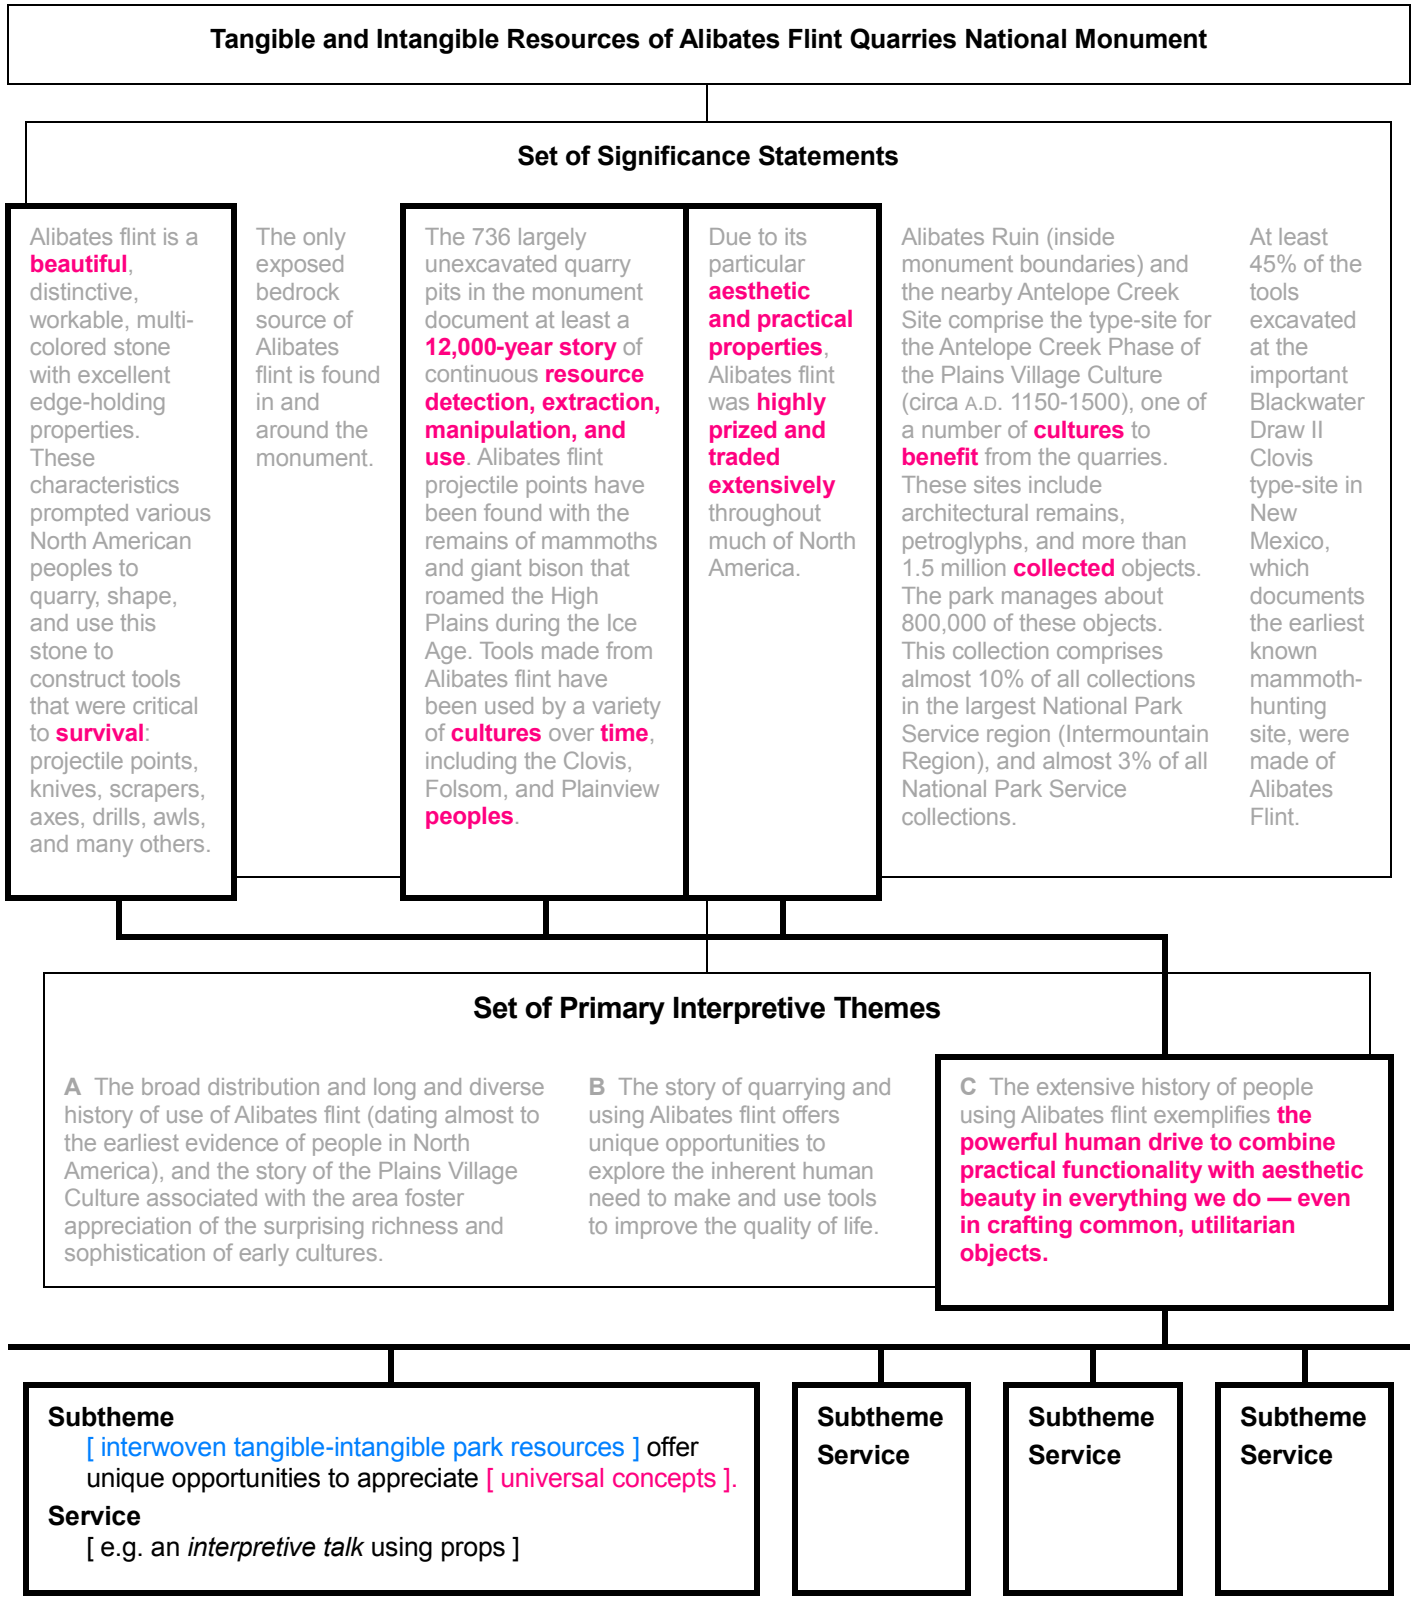 Tangible and Intangible Resources of Alibates Flint Quarries National Monument
Set of Significance Statements
Alibates flint is a
beautiful,
distinctive,
workable, multi-
colored stone
with excellent
edge-holding
properties.
These
characteristics
prompted various
North American
peoples to
quarry, shape,
and use this
stone to
construct tools
that were critical
to survival:
projectile points,
knives, scrapers,
axes, drills, awls,
and many others.
The only
exposed
bedrock
source of
Alibates
flint is found
in and
around the
monument.
The 736 largely
unexcavated quarry
pits in the monument
document at least a
12,000-year story of
continuous resource
detection, extraction,
manipulation, and
use. Alibates flint
projectile points have
been found with the
remains of mammoths
and giant bison that
roamed the High
Plains during the Ice
Age. Tools made from
Alibates flint have
been used by a variety
of cultures over time,
including the Clovis,
Folsom, and Plainview
peoples.
Due to its
particular
aesthetic
and practical
properties,
Alibates flint
was highly
prized and
traded
extensively
throughout
much of North
America.
Alibates Ruin (inside
monument boundaries) and
the nearby Antelope Creek
Site comprise the type-site for
the Antelope Creek Phase of
the Plains Village Culture
(circa A.D. 1150-1500), one of
a number of cultures to
benefit from the quarries.
These sites include
architectural remains,
petroglyphs, and more than
1.5 million collected objects.
The park manages about
800,000 of these objects.
This collection comprises
almost 10% of all collections
in the largest National Park
Service region (Intermountain
Region), and almost 3% of all
National Park Service
collections.
At least
45% of the
tools
excavated
at the
important
Blackwater
Draw II
Clovis
type-site in
New
Mexico,
which
documents
the earliest
known
mammoth-
hunting
site, were
made of
Alibates
Flint.
Set of Primary Interpretive Themes
A The broad distribution and long and diverse
history of use of Alibates flint (dating almost to
the earliest evidence of people in North
America), and the story of the Plains Village
Culture associated with the area foster
appreciation of the surprising richness and
sophistication of early cultures.
B The story of quarrying and
using Alibates flint offers
unique opportunities to
explore the inherent human
need to make and use tools
to improve the quality of life.
C The extensive history of people
using Alibates flint exemplifies the
powerful human drive to combine
practical functionality with aesthetic
beauty in everything we do — even
in crafting common, utilitarian
objects.
Subtheme
[ interwoven tangible-intangible park resources ] offer
unique opportunities to appreciate [ universal concepts ].
Service
[ e.g. an interpretive talk using props ]
Subtheme
Service
Subtheme
Service
Subtheme
Service